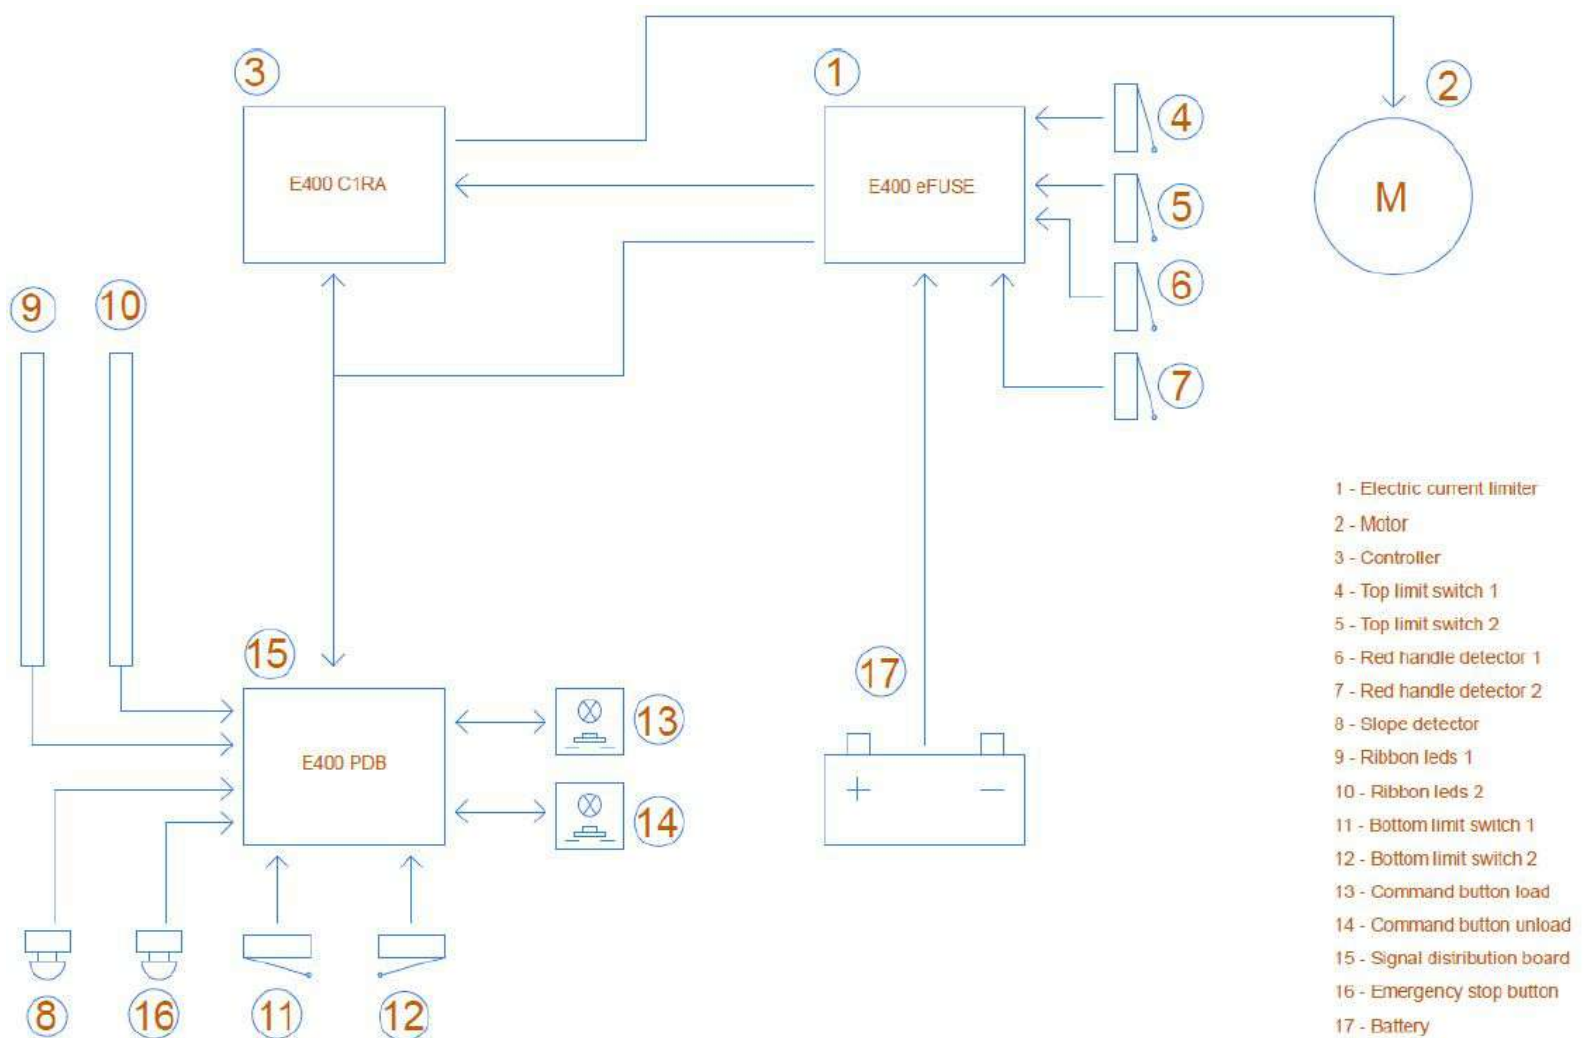 3
1
2
4
E400 C1RA
E400 eFUSE
5
M
6
9
10
7
1 - Electric current limiter
2 - Motor
3 - Controller
4 - Top limit switch 1
5 - Top limit switch 2
6 - Red handle detector 1
7 - Red handle detector 2
8 - Slope detector
9 - Ribbon leds 1
10 - Ribbon leds 2
11 - Bottom limit switch 1
12 - Bottom limit switch 2
13 - Command button load
14 - Command button unload
15 - Signal distribution board
16 - Emergency stop button
17 - Battery
15
17
13
E400 PDB
+ −
14
8
16
11
12